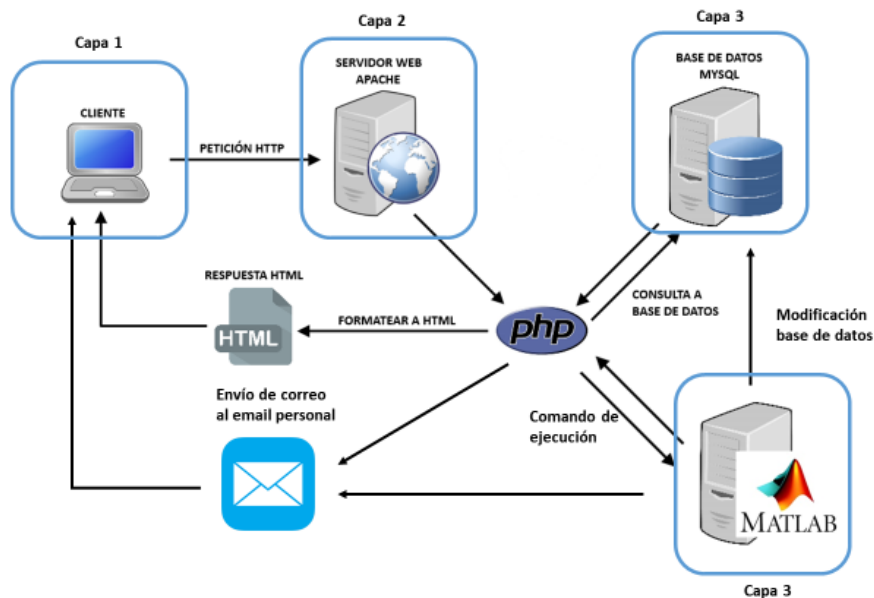 Capa 1
Capa 2
Capa 3
CLIENTE
SERVIDOR WEB
APACHE
BASE DE DATOS
MYSQL
PETICIÓN HTTP
RESPUESTA HTML
HTML
FORMATEAR A HTML
php
CONSULTA A
BASE DE DATOS
Modificación
base de datos
Envío de correo
al email personal
Comando de
ejecución
MATLAB
Capa 3